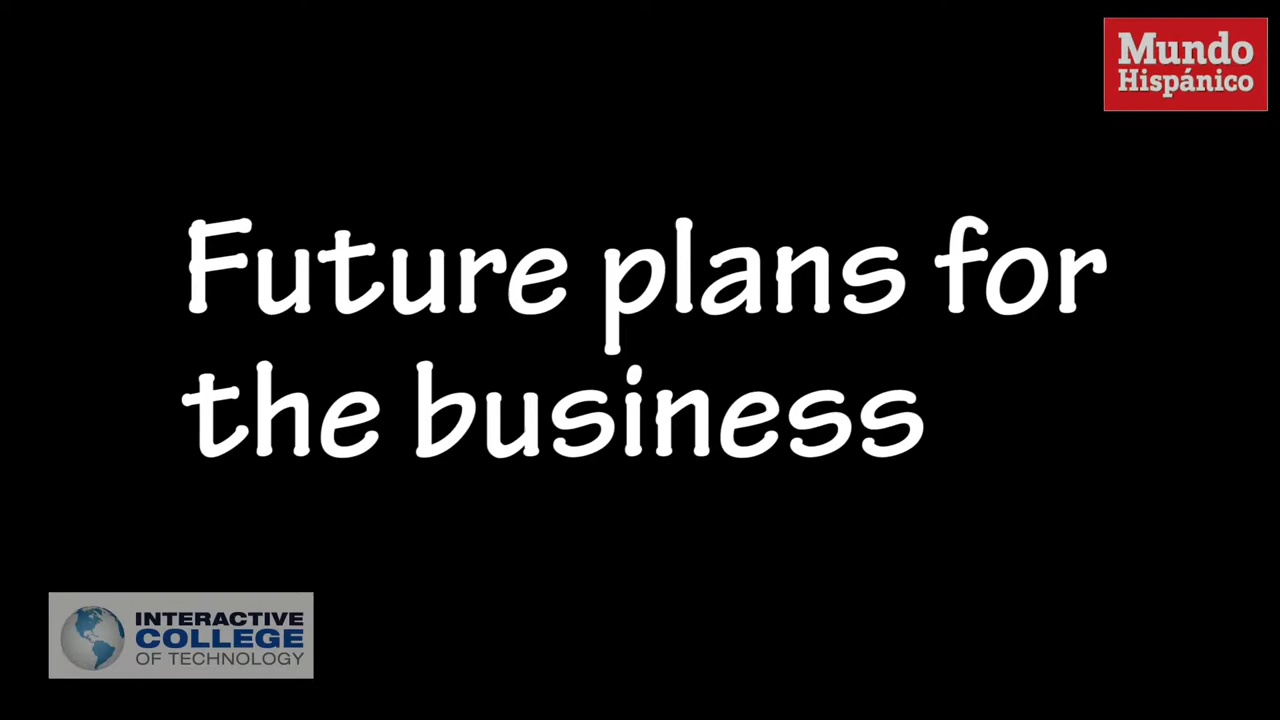 Mundo
Hispánico
Future plans for
the business
INTERACTIVE
COLLEGE
OF TECHNOLOGY